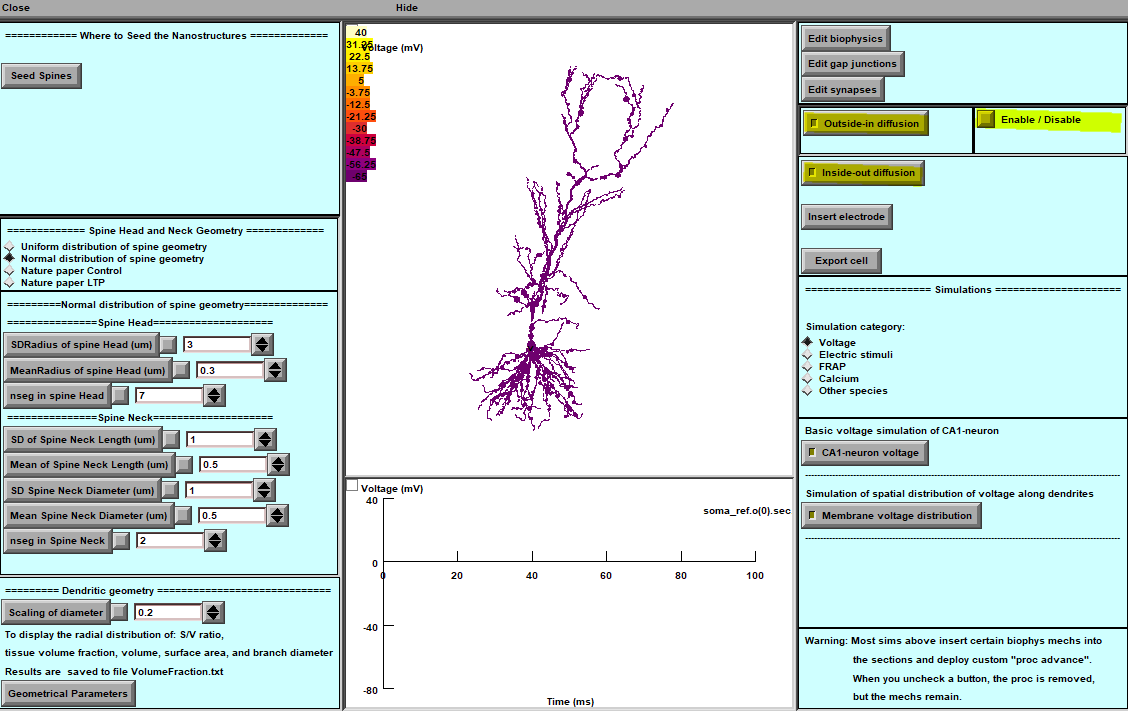 Close
Hide
============ Where to Seed the Nanostructures =============
Seed Spines
============= Spine Head and Neck Geometry =============
Uniform distribution of spine geometry
Normal distribution of spine geometry
Nature paper Control
Nature paper LTP
=========Normal distribution of spine geometry==============
===============Spine Head====================
SDRadius of spine Head (um) 3
MeanRadius of spine Head (um) 0.3
nseg in spine Head 7
===============Spine Neck====================
SD of Spine Neck Length (um) 1
Mean of Spine Neck Length (um) 0.5
SD Spine Neck Diameter (um) 1
Mean Spine Neck Diameter (um) 0.5
nseg in Spine Neck 2
========= Dendritic geometry =============================
Scaling of diameter 0.2
To display the radial distribution of: S/V ratio,
tissue volume fraction, volume, surface area, and branch diameter
Results are  saved to file VolumeFraction.txt
Geometrical Parameters
40
31.25
Voltage (mV)
22.5
13.75
5
-3.75
-12.5
-21.25
-30
-38.75
-47.5
-56.25
-65
Voltage (mV)
40
soma_ref.o(0).sec
0
0 20 40 60 80 100
-40
-80
Time (ms)
Edit biophysics
Edit gap junctions
Edit synapses
Outside-in diffusion
Enable / Disable
Inside-out diffusion
Insert electrode
Export cell
===================== Simulations =====================
Simulation category:
Voltage
Electric stimuli
FRAP
Calcium
Other species
Basic voltage simulation of CA1-neuron
CA1-neuron voltage
Simulation of spatial distribution of voltage along dendrites
Membrane voltage distribution
Warning: Most sims above insert certain biophys mechs into
the sections and deploy custom "proc advance".
When you uncheck a button, the proc is removed,
but the mechs remain.